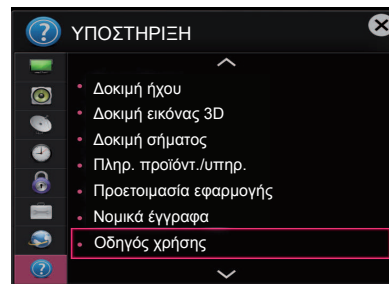 ΥΠΟΣΤΗΡΙΞΗ
Δοκιμή ήχου
Δοκιμή εικόνας 3D
Δοκιμή σήματος
Πληρ. προϊόντ./υπηρ.
Προετοιμασία εφαρμογής
Νομικά έγγραφα
Οδηγός χρήσης